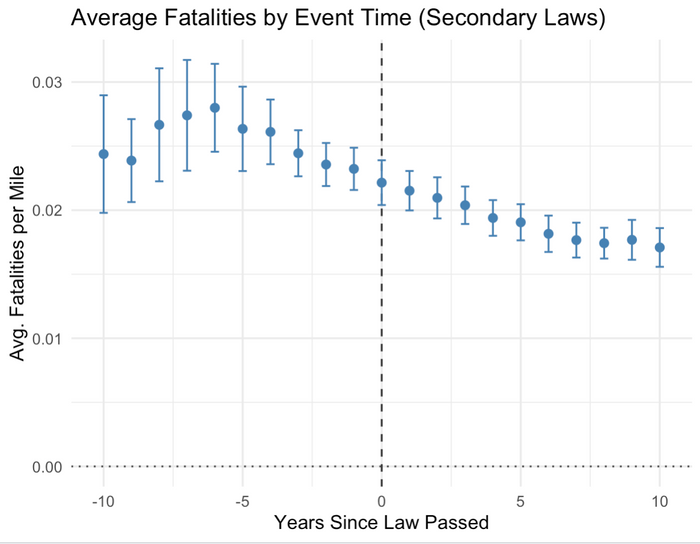 Average Fatalities by Event Time (Secondary Laws)
Avg. Fatalities per Mile
0.03
0.02
0.01
0.00
-10 -5 0 5 10
Years Since Law Passed